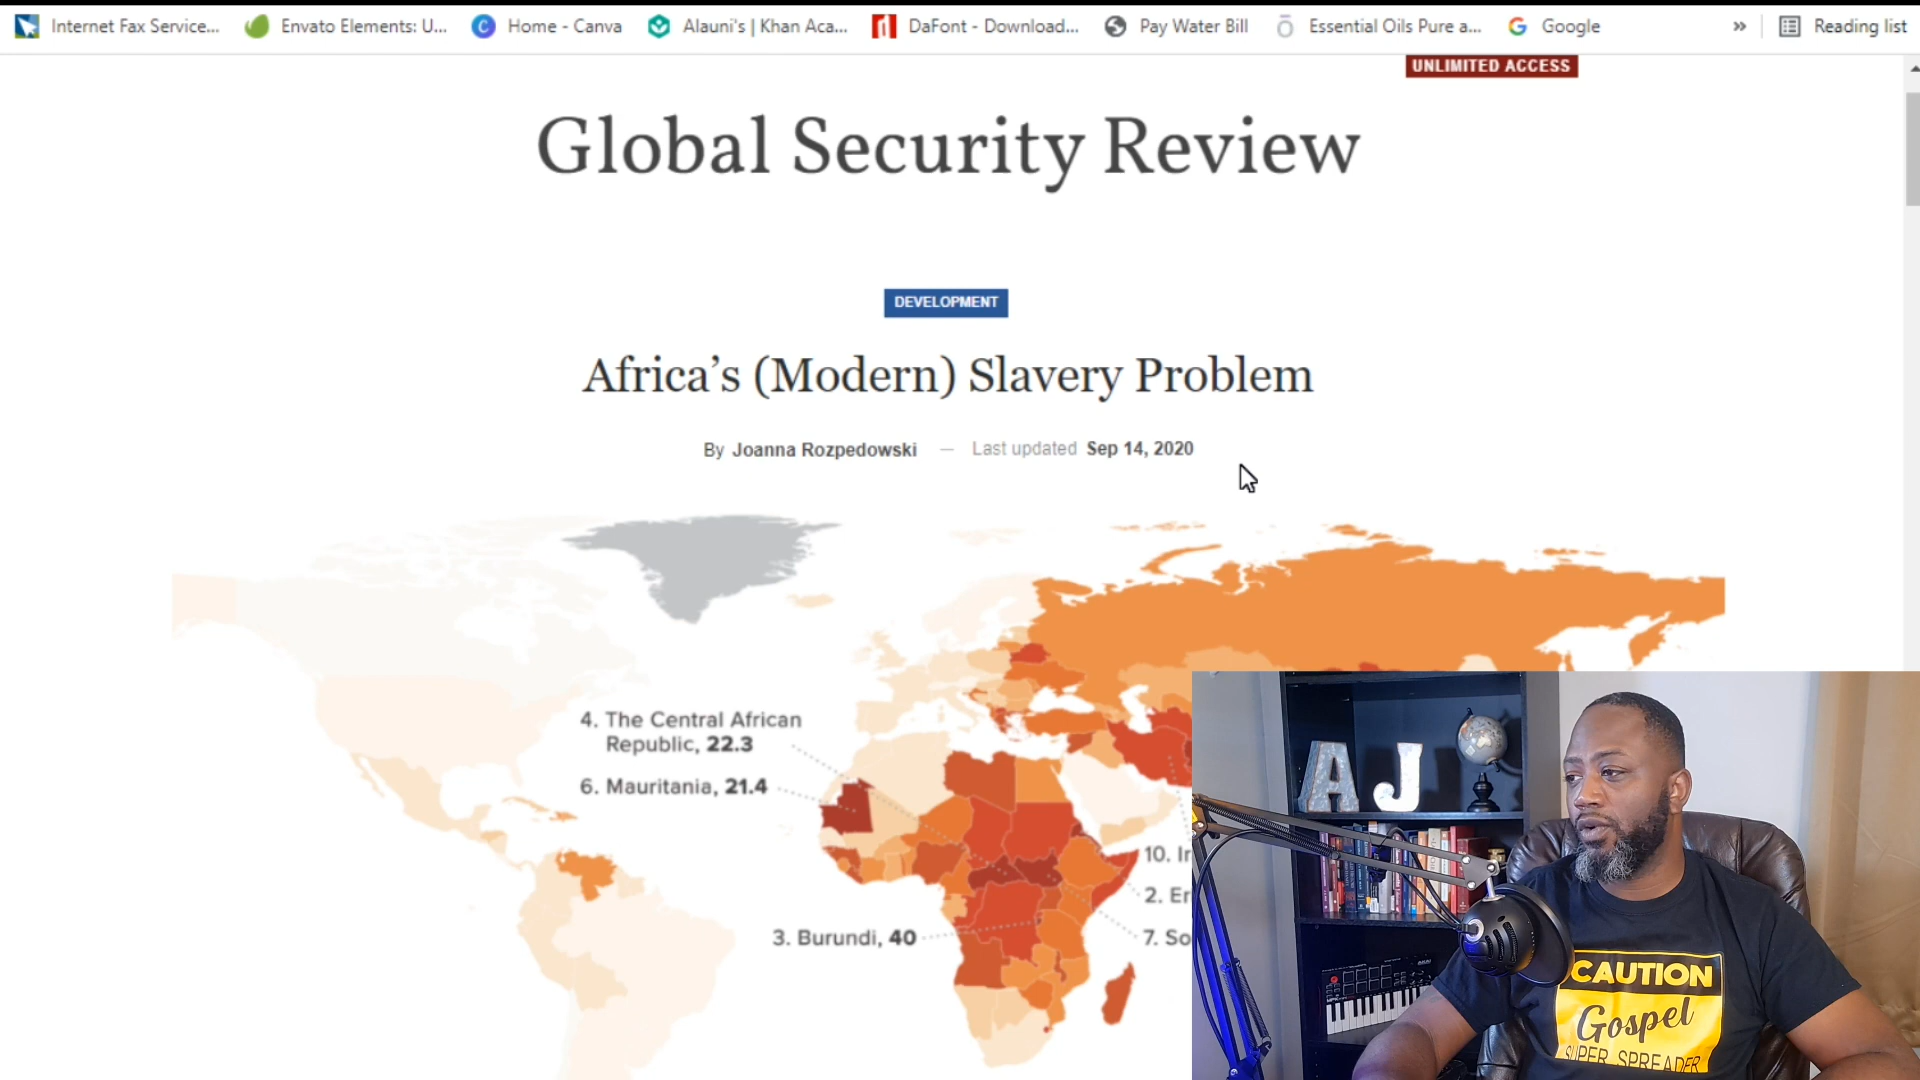 Internet Fax Service... Envato Elements: U... Home - Canva Alauni's | Khan Aca... DaFont - Download... Pay Water Bill Essential Oils Pure a... Google » Reading list
UNLIMITED ACCESS
Global Security Review
DEVELOPMENT
Africa’s (Modern) Slavery Problem
By Joanna Rozpedowski — Last updated Sep 14, 2020
4. The Central African
Republic, 22.3
6. Mauritania, 21.4
10. Ir
2. Er
3. Burundi, 40
7. So
A J
CAUTION
Gospel
SUPER SPREADER